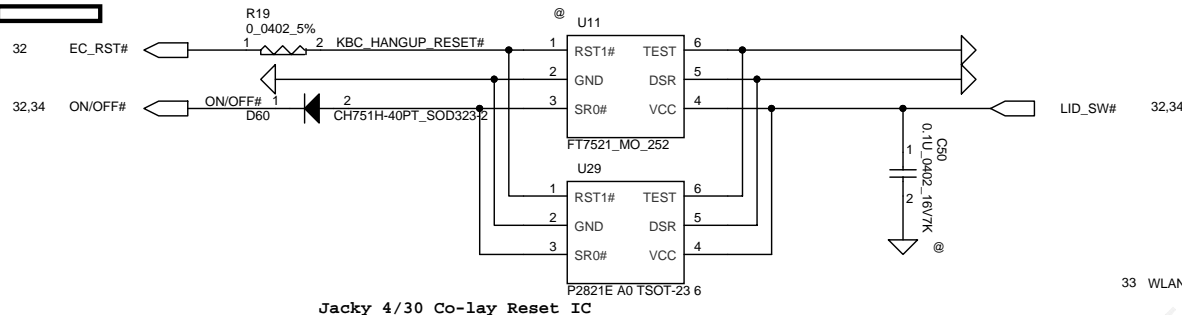 R19
0_0402_5%
32 EC_RST# 1 2 KBC_HANGUP_RESET#
@
U11
1 RST1# TEST 6
2 GND DSR 5
3 SR0# VCC 4
FT7521_MO_252
32,34 ON/OFF# ON/OFF# 1 2
D60 CH751H-40PT_SOD323-2
LID_SW# 32,34
C50
0.1U_0402_16V7K
1
2
@
U29
1 RST1# TEST 6
2 GND DSR 5
3 SR0# VCC 4
P2821E A0 TSOT-23 6
33 WLAN
Jacky 4/30 Co-lay Reset IC